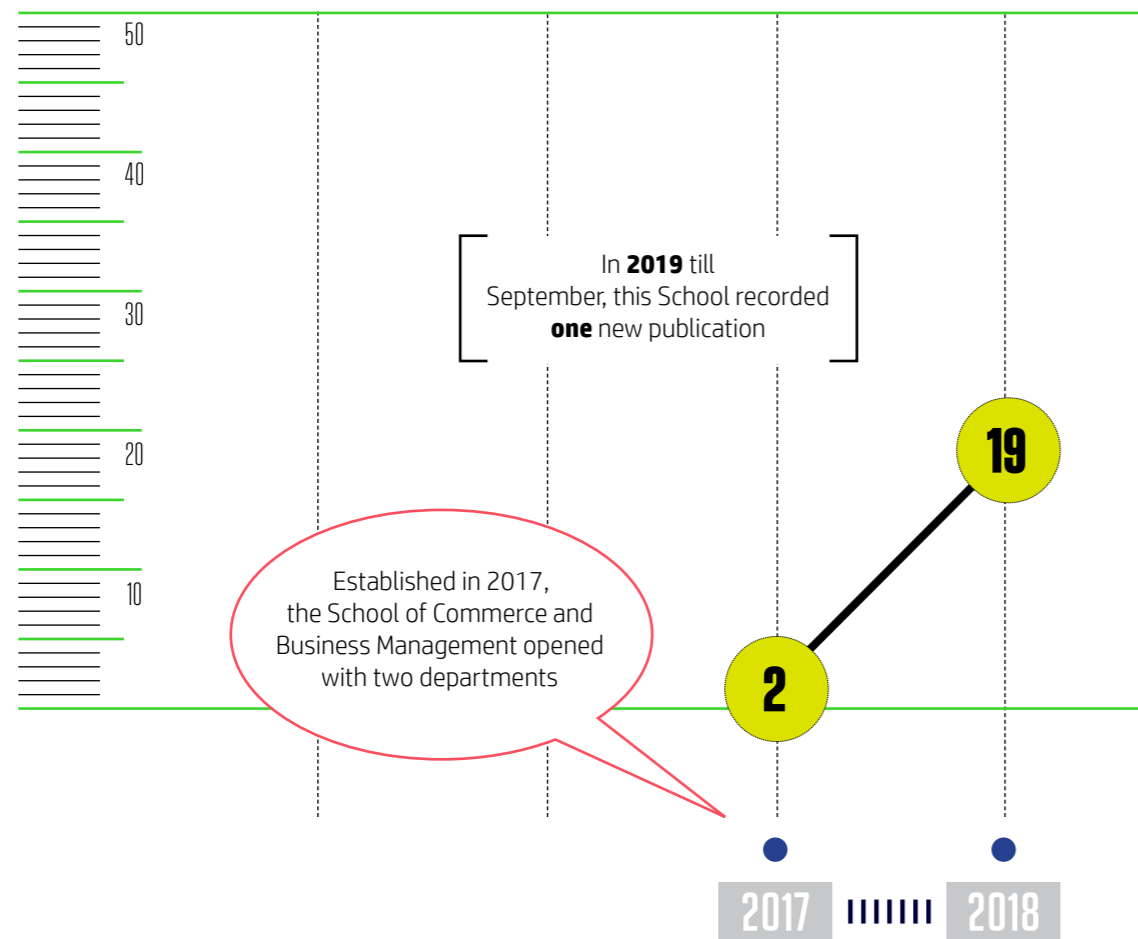 50
40
In 2019 till
September, this School recorded
one new publication
30
20
19
10
Established in 2017,
the School of Commerce and
Business Management opened
with two departments
2
2017
2018